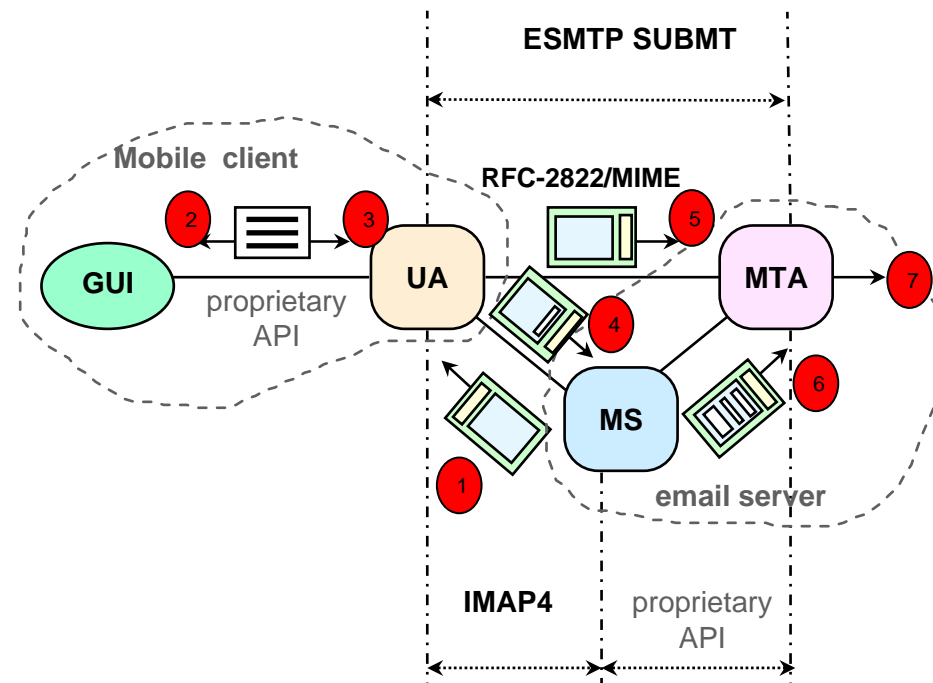 ESMTP SUBMT
Mobile client
RFC-2822/MIME
2
3
5
GUI
UA
MTA
7
proprietary
API
4
6
MS
1
email server
IMAP4
proprietary
API